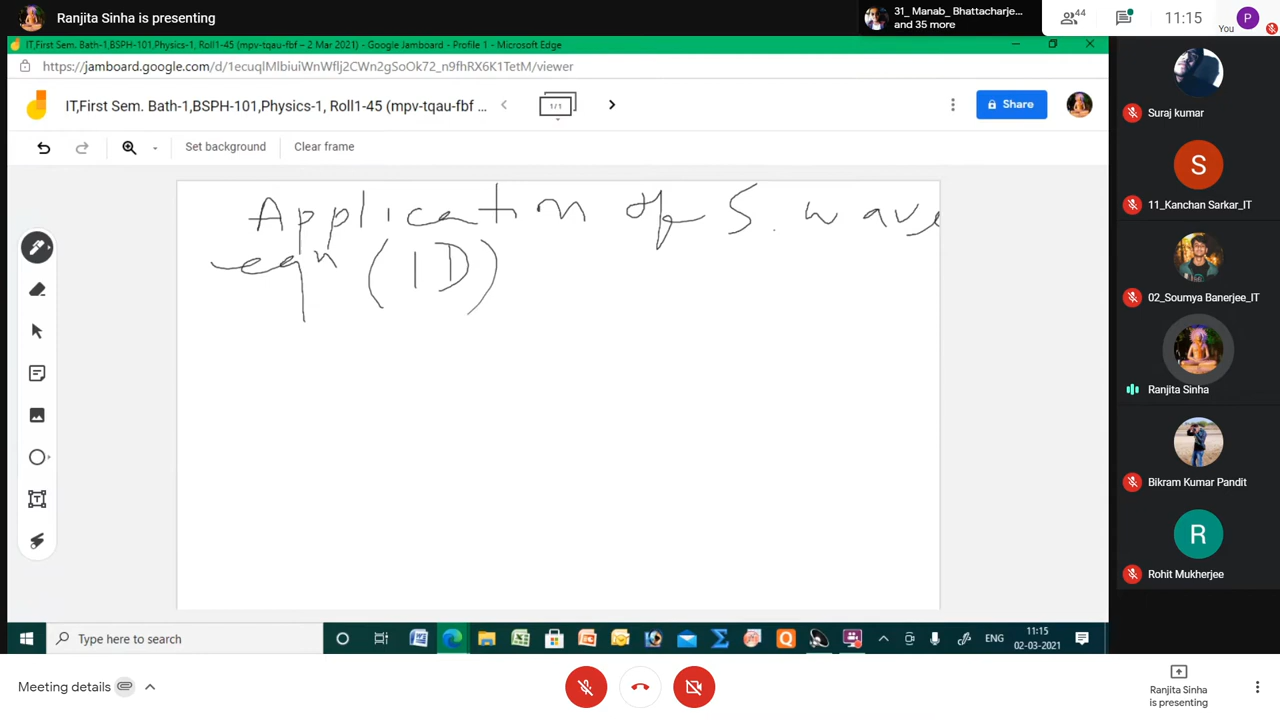 Ranjita Sinha is presenting
31_ Manab_ Bhattacharje...
and 35 more
44
11:15
You
P
IT,First Sem. Bath-1,BSPH-101,Physics-1, Roll1-45 (mpv-tqau-fbf – 2 Mar 2021) - Google Jamboard - Profile 1 - Microsoft Edge
https://jamboard.google.com/d/1ecuqlMlbiuiWnWflj2CWn2gSoOk72_n9fhRX6K1TetM/viewer
IT,First Sem. Bath-1,BSPH-101,Physics-1, Roll1-45 (mpv-tqau-fbf ...
1/1
Share
Set background
Clear frame
Application of S. wave
eqn (1D)
Suraj kumar
S
11_Kanchan Sarkar_IT
02_Soumya Banerjee_IT
Ranjita Sinha
Bikram Kumar Pandit
R
Rohit Mukherjee
Type here to search
ENG
11:15
02-03-2021
Meeting details
Ranjita Sinha
is presenting